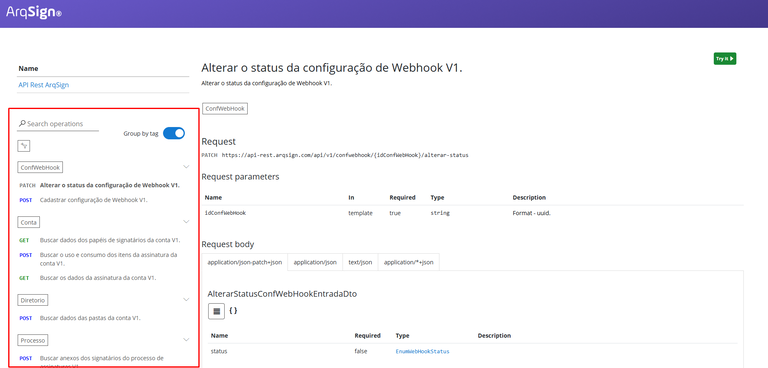 ArqSign®
Name
API Rest ArqSign
Search operations
Group by tag
ConfWebHook
PATCH Alterar o status da configuração de Webhook V1.
POST Cadastrar configuração de Webhook V1.
Conta
GET Buscar dados dos papéis de signatários da conta V1.
POST Buscar o uso e consumo dos itens da assinatura da
conta V1.
GET Buscar os dados da assinatura da conta V1.
Diretorio
POST Buscar dados das pastas da conta V1.
Processo
POST Buscar anexos dos signatários do processo de
Alterar o status da configuração de Webhook V1.
Try it
Alterar o status da configuração de Webhook V1.
ConfWebHook
Request
PATCH https://api-rest.arqsign.com/api/v1/confwebhook/{idConfWebHook}/alterar-status
Request parameters
Name In Required Type Description
idConfWebHook template true string Format - uuid.
Request body
application/json-patch+json application/json text/json application/*+json
AlterarStatusConfWebHookEntradaDto
{}
Name Required Type Description
status false EnumWebHookStatus